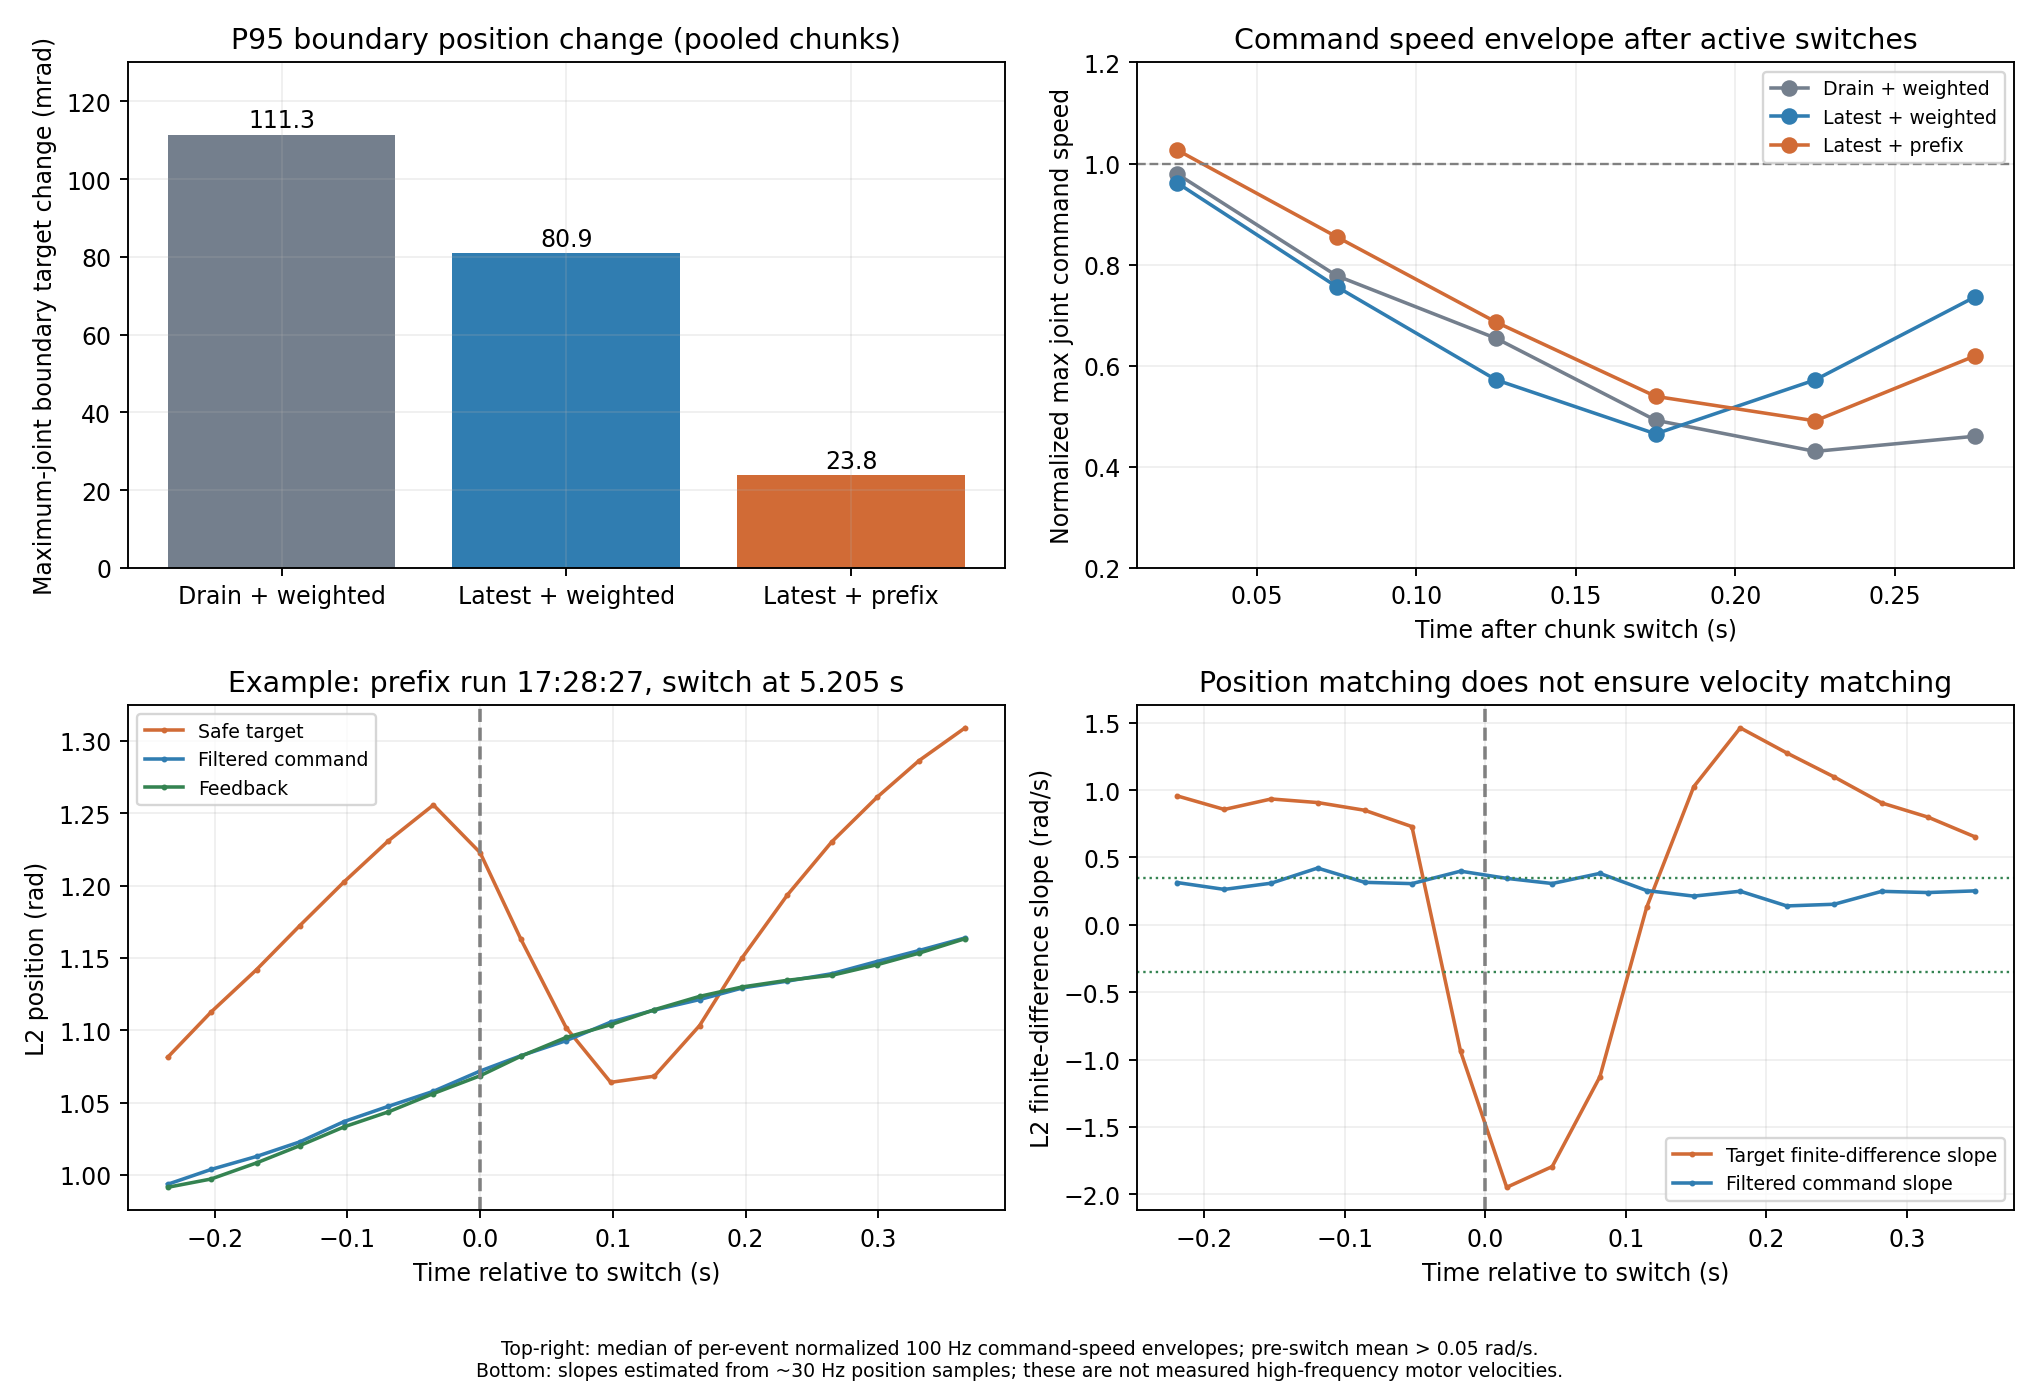 P95 boundary position change (pooled chunks)
Maximum-joint boundary target change (mrad)
120
100
80
60
40
20
0
111.3
80.9
23.8
Drain + weighted
Latest + weighted
Latest + prefix
Command speed envelope after active switches
Normalized max joint command speed
1.2
1.0
0.8
0.6
0.4
0.2
Drain + weighted
Latest + weighted
Latest + prefix
0.05
0.10
0.15
0.20
0.25
Time after chunk switch (s)
Example: prefix run 17:28:27, switch at 5.205 s
L2 position (rad)
1.30
1.25
1.20
1.15
1.10
1.05
1.00
Safe target
Filtered command
Feedback
−0.2
−0.1
0.0
0.1
0.2
0.3
Time relative to switch (s)
Position matching does not ensure velocity matching
L2 finite-difference slope (rad/s)
1.5
1.0
0.5
0.0
−0.5
−1.0
−1.5
−2.0
Target finite-difference slope
Filtered command slope
−0.2
−0.1
0.0
0.1
0.2
0.3
Time relative to switch (s)
Top-right: median of per-event normalized 100 Hz command-speed envelopes; pre-switch mean > 0.05 rad/s.
Bottom: slopes estimated from ~30 Hz position samples; these are not measured high-frequency motor velocities.